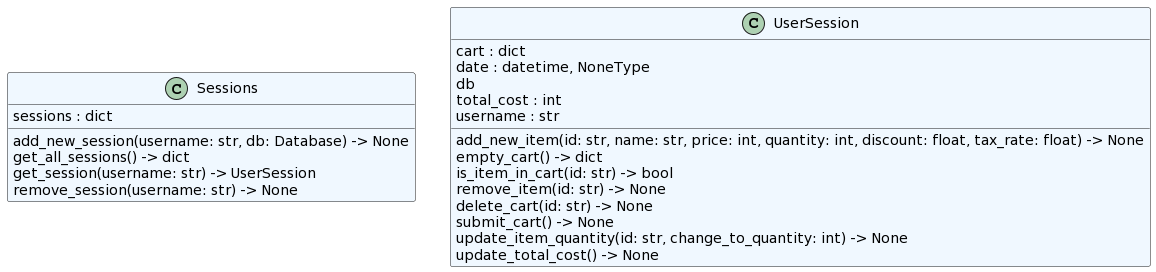 C Sessions
sessions : dict
add_new_session(username: str, db: Database) -> None
get_all_sessions() -> dict
get_session(username: str) -> UserSession
remove_session(username: str) -> None
C UserSession
cart : dict
date : datetime, NoneType
db
total_cost : int
username : str
add_new_item(id: str, name: str, price: int, quantity: int, discount: float, tax_rate: float) -> None
empty_cart() -> dict
is_item_in_cart(id: str) -> bool
remove_item(id: str) -> None
delete_cart(id: str) -> None
submit_cart() -> None
update_item_quantity(id: str, change_to_quantity: int) -> None
update_total_cost() -> None